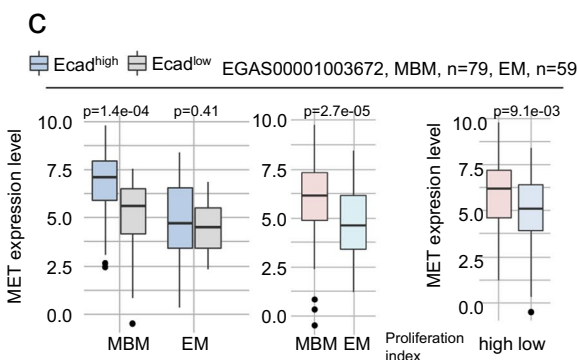 C
Ecadhigh Ecadlow EGAS00001003672, MBM, n=79, EM, n=59
p=1.4e-04 p=0.41
MET expression level
10.0
7.5
5.0
2.5
0.0
MBM EM
p=2.7e-05
10.0
7.5
5.0
2.5
0.0
MBM EM
p=9.1e-03
MET expresion level
10.0
7.5
5.0
2.5
0.0
Proliferation
index
high low